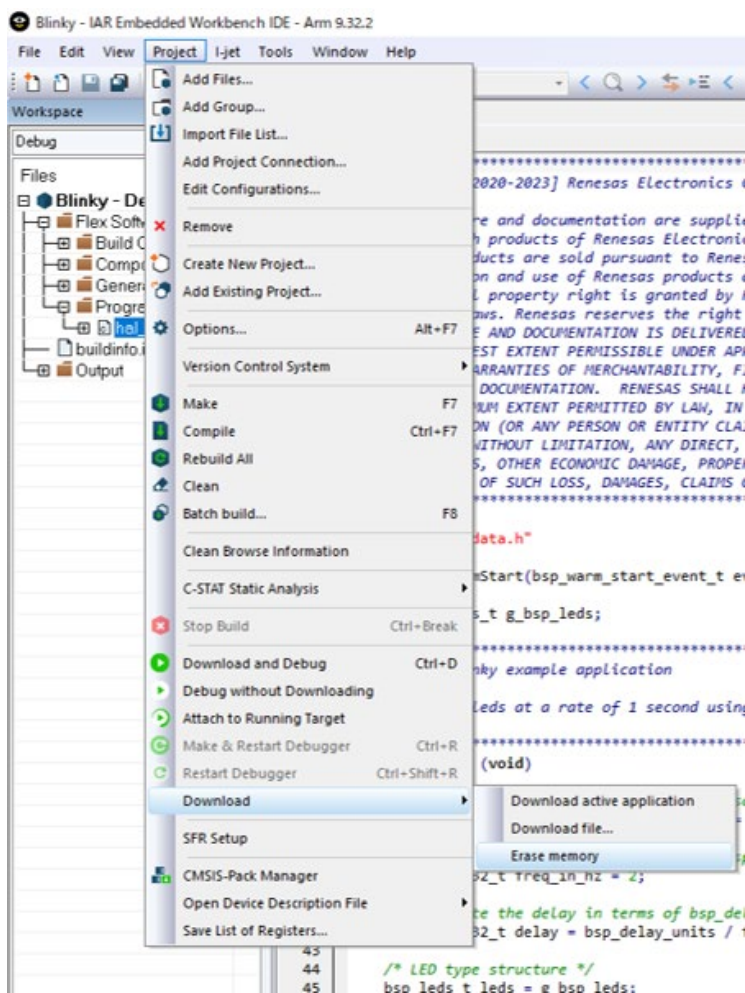 Blinky - IAR Embedded Workbench IDE - Arm 9.32.2
File Edit View Project I-jet Tools Window Help
Workspace
Debug
Files
Blinky - De
Flex Softw
Build C
Compo
Genera
Progra
hal_
buildinfo.i
Output
Add Files...
Add Group...
Import File List...
Add Project Connection...
Edit Configurations...
Remove
Create New Project...
Add Existing Project...
Options... Alt+F7
Version Control System
Make F7
Compile Ctrl+F7
Rebuild All
Clean
Batch build... F8
Clean Browse Information
C-STAT Static Analysis
Stop Build Ctrl+Break
Download and Debug Ctrl+D
Debug without Downloading
Attach to Running Target
Make & Restart Debugger Ctrl+R
Restart Debugger Ctrl+Shift+R
Download
SFR Setup
CMSIS-Pack Manager
Open Device Description File
Save List of Registers...
Download active application
Download file...
Erase memory
2020-2023] Renesas Electronics C
re and documentation are supplie
h products of Renesas Electronic
ducts are sold pursuant to Renes
on and use of Renesas products
l property right is granted by
aws. Renesas reserves the right
E AND DOCUMENTATION IS DELIVERED
EST EXTENT PERMISSIBLE UNDER APP
ARRANTIES OF MERCHANTABILITY, FI
DOCUMENTATION. RENESAS SHALL
MUM EXTENT PERMITTED BY LAW, IN
ON (OR ANY PERSON OR ENTITY CLAI
WITHOUT LIMITATION, ANY DIRECT,
S, OTHER ECONOMIC DAMAGE, PROPER
OF SUCH LOSS, DAMAGES, CLAIMS O
data.h"
mStart(bsp_warm_start_event_t ev
s_t g_bsp_leds;
nky example application
leds at a rate of 1 second using
(void)
32_t freq_in_hz = 2;
te the delay in terms of bsp_del
32_t delay = bsp_delay_units / f
43
44 /* LED type structure */
45 bsp_leds_t leds = g_bsp_leds;